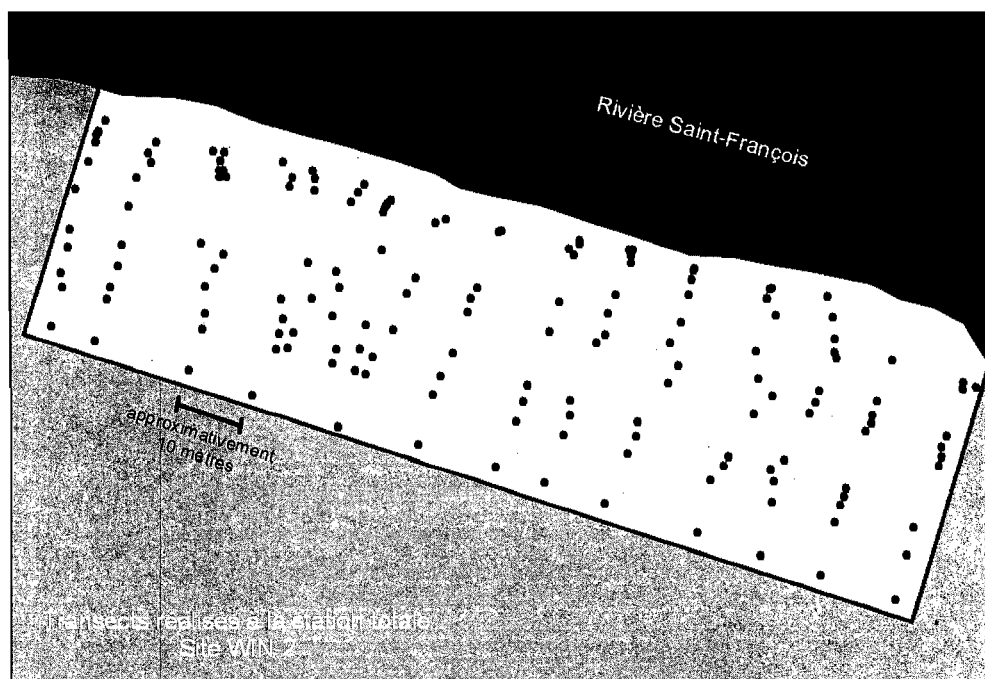 Rivière Saint-François
approximativement
10 mètres
Transects réalisés à la station totale
Site WIN 2